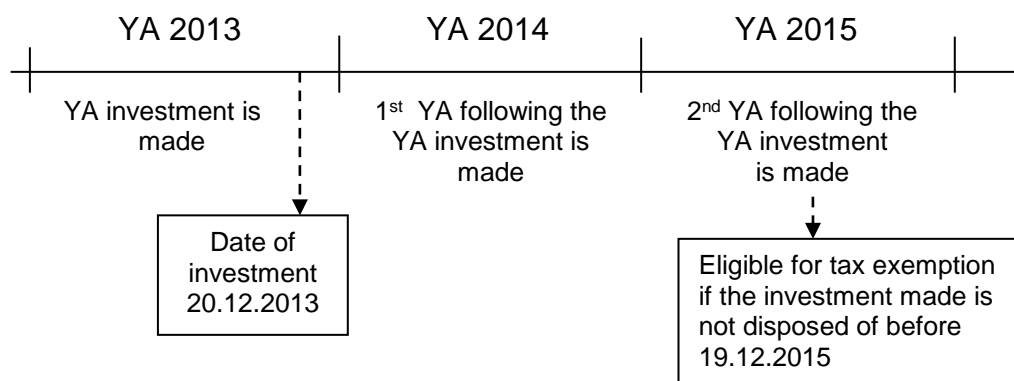 YA 2013 YA 2014 YA 2015
YA investment is
made
1st YA following the
YA investment is
made
2nd YA following the
YA investment
is made
Date of
investment
20.12.2013
Eligible for tax exemption
if the investment made is
not disposed of before
19.12.2015